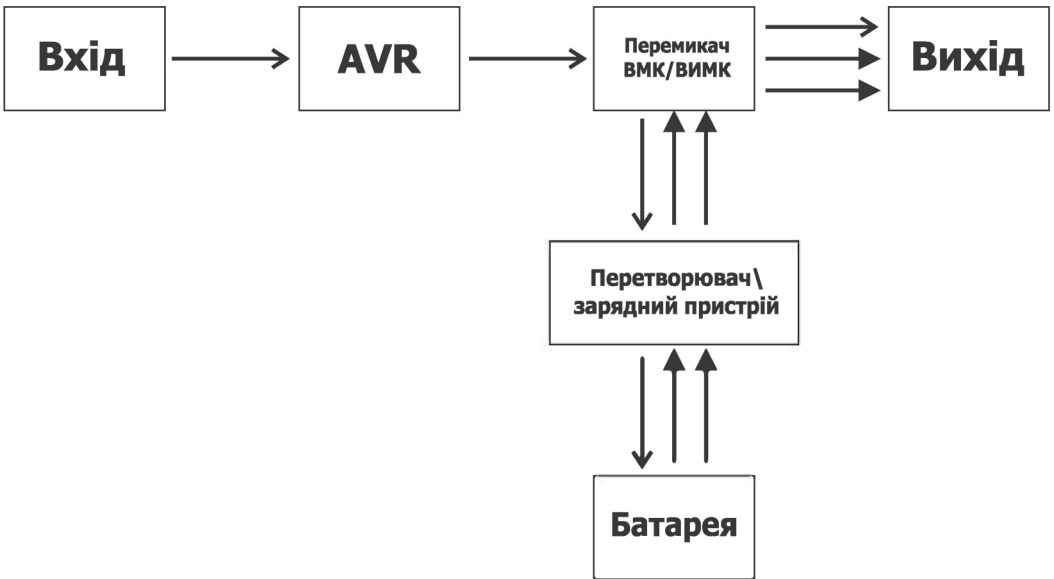 Вхід
AVR
Перемикач
ВМК/ВИМК
Вихід
Перетворювач\
зарядний пристрій
Батарея